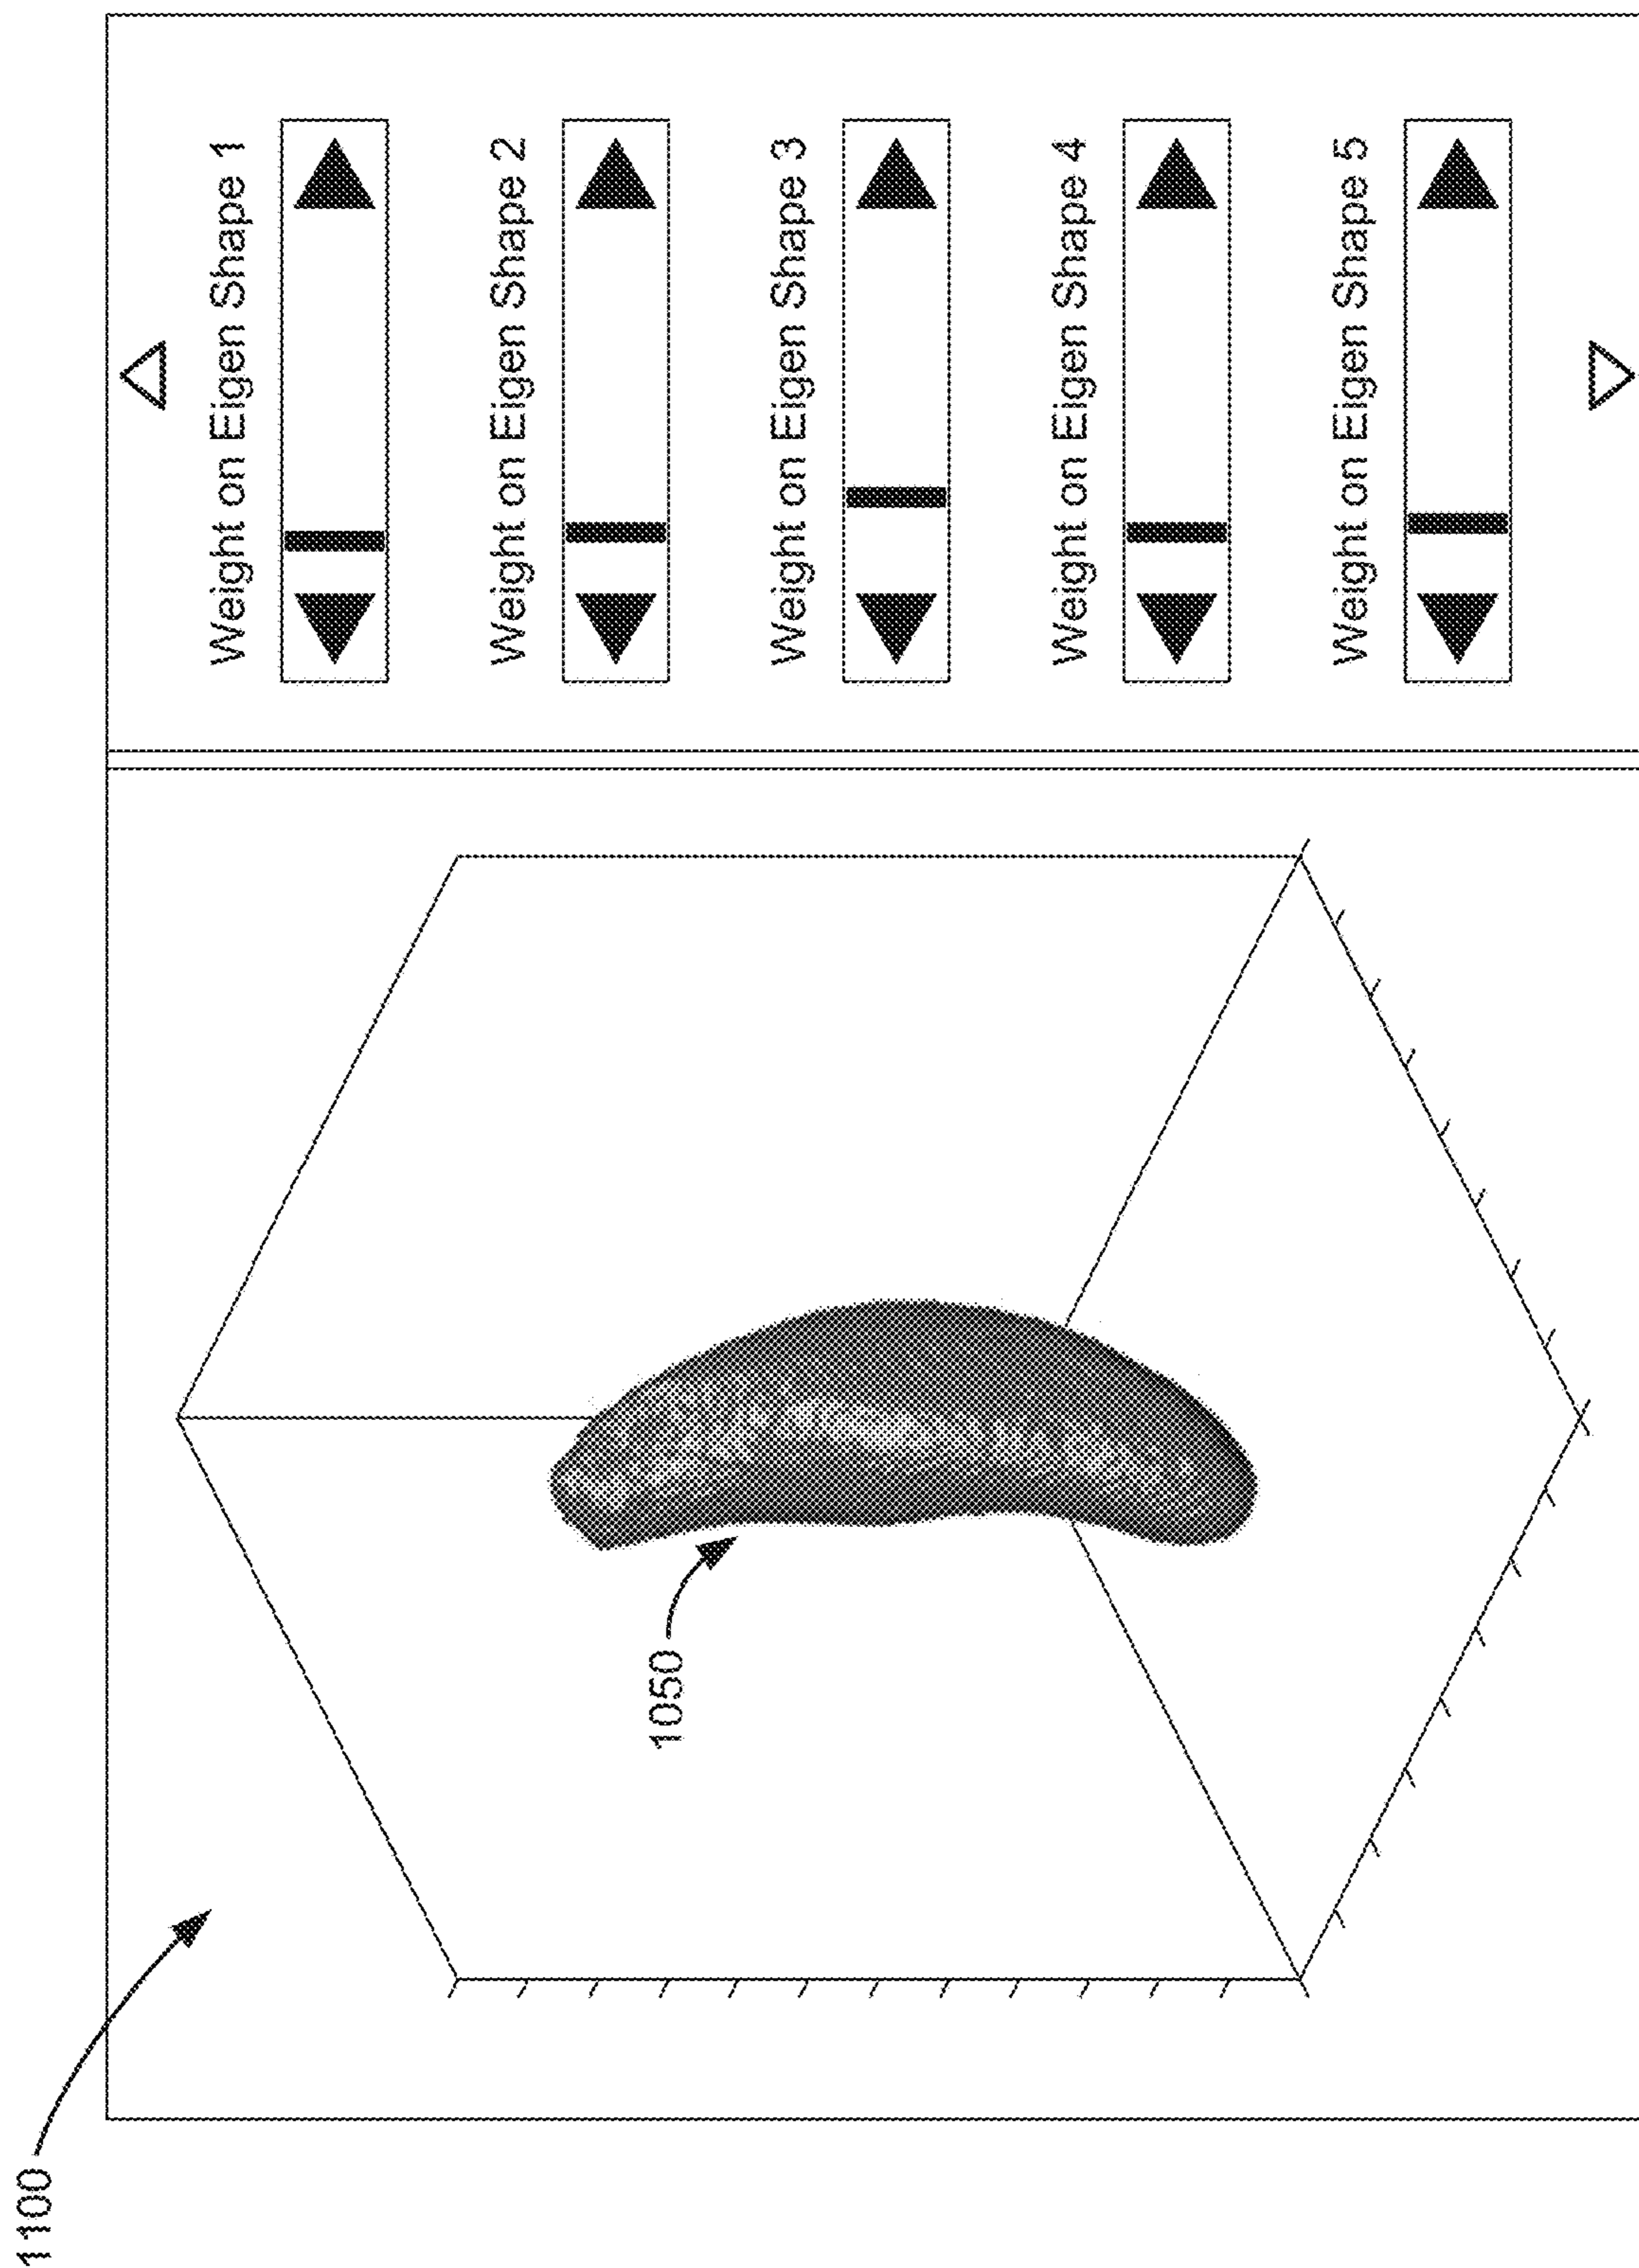 1100
1050
Weight on Eigen Shape 1
Weight on Eigen Shape 2
Weight on Eigen Shape 3
Weight on Eigen Shape 4
Weight on Eigen Shape 5